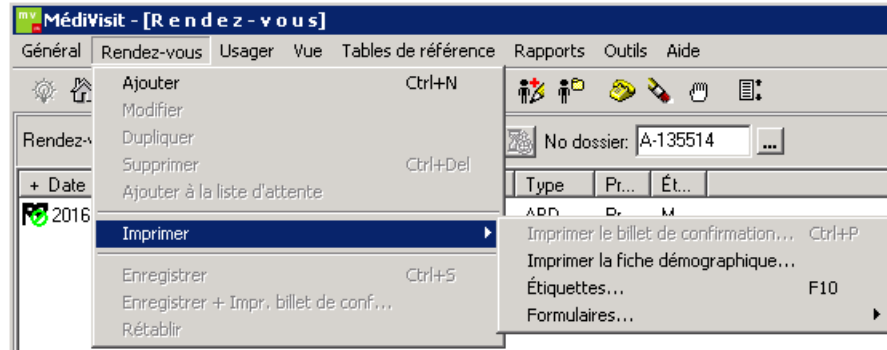 MédiVisit - [R e n d e z - v o u s]
Général Rendez-vous Usager Vue Tables de référence Rapports Outils Aide
Ajouter Ctrl+N
Modifier
Dupliquer
Supprimer Ctrl+Del
Ajouter à la liste d'attente
Imprimer
Enregistrer Ctrl+S
Enregistrer + Impr. billet de conf...
Rétablir
Rendez-
No dossier: A-135514 ...
+ Date Type Pr... Ét...
2016
Imprimer le billet de confirmation... Ctrl+P
Imprimer la fiche démographique...
Étiquettes... F10
Formulaires...